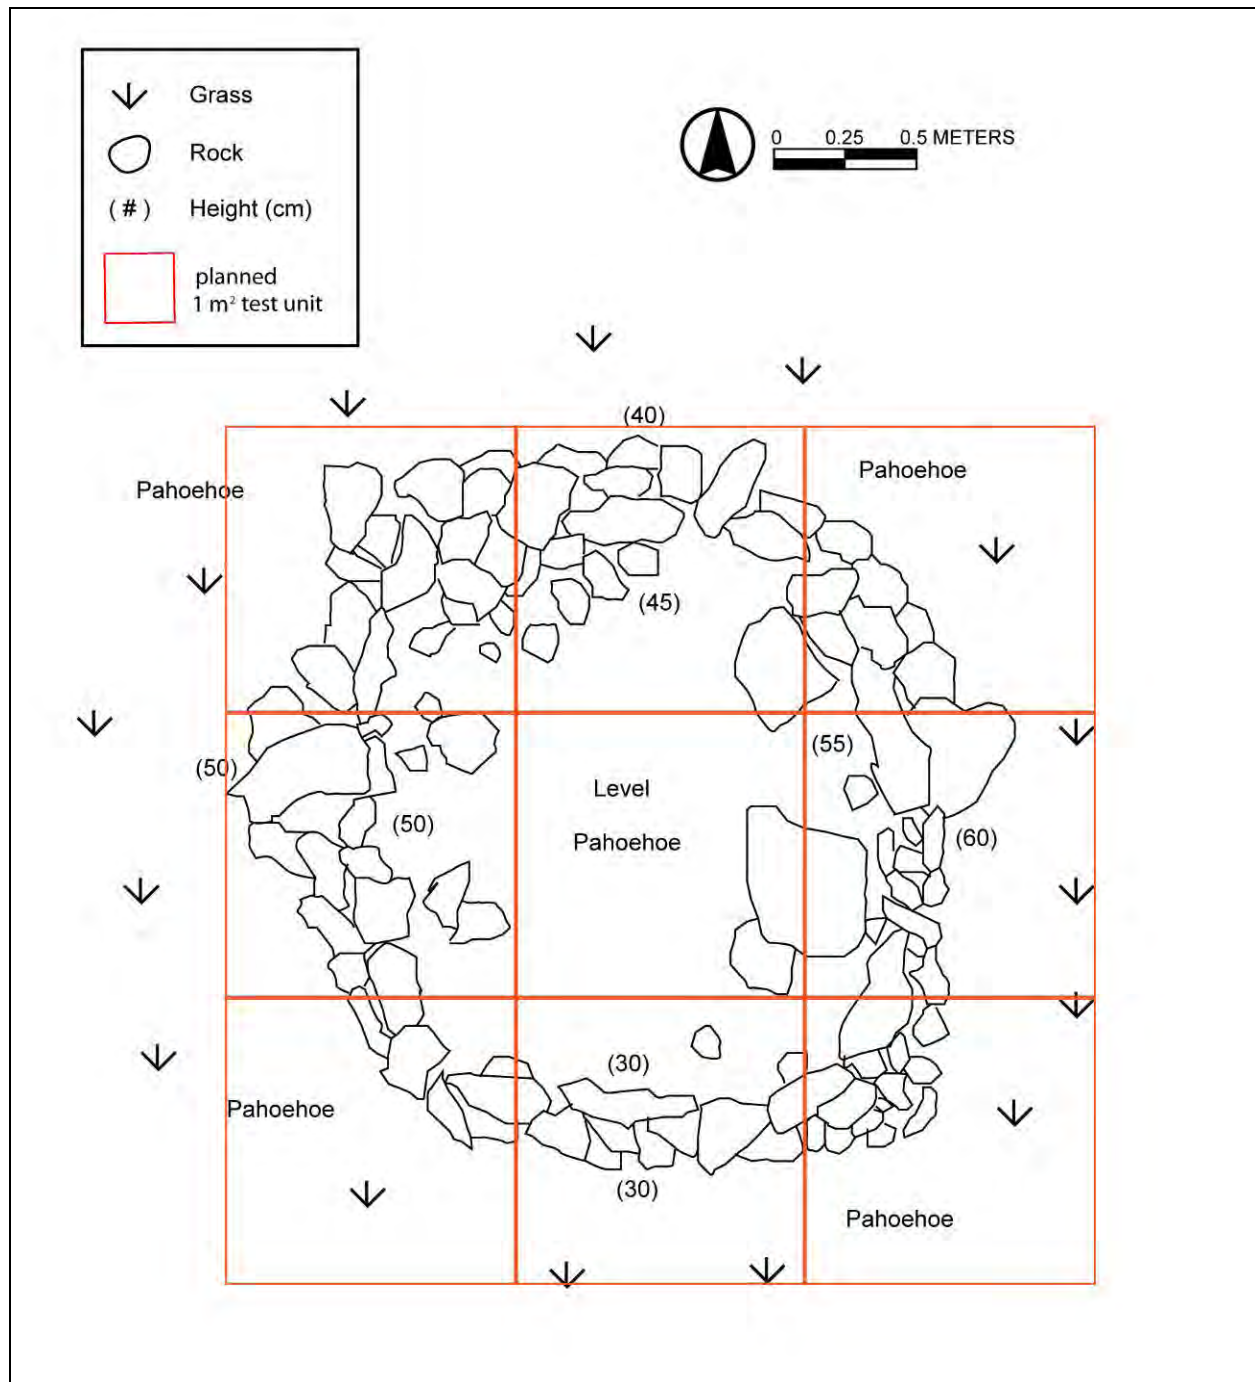 Grass
Rock
( # ) Height (cm)
planned
1 m² test unit
0 0.25 0.5 METERS
(40)
Pahoehoe
Pahoehoe
(45)
(55)
(50)
Level
(50)
Pahoehoe
(60)
(30)
Pahoehoe
(30)
Pahoehoe